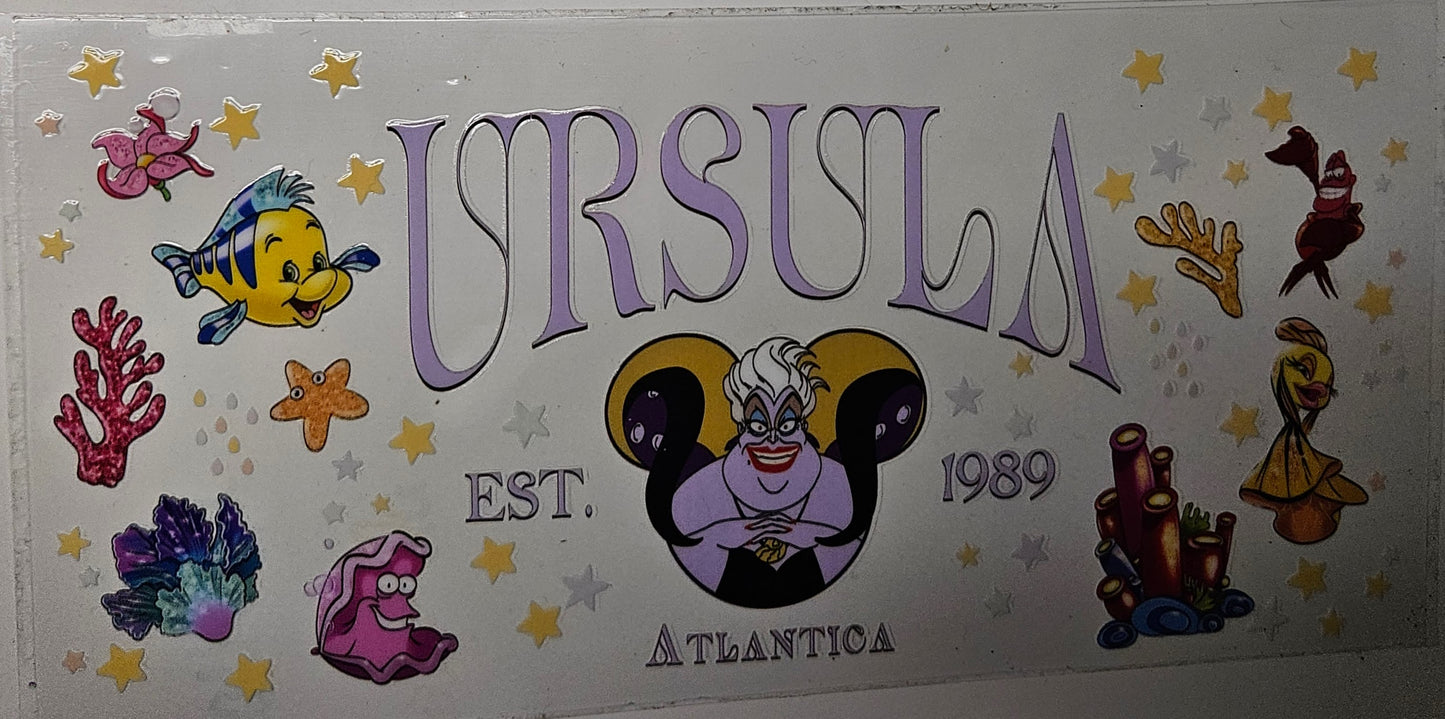 URSULA
EST. 1989
ATLANTICA